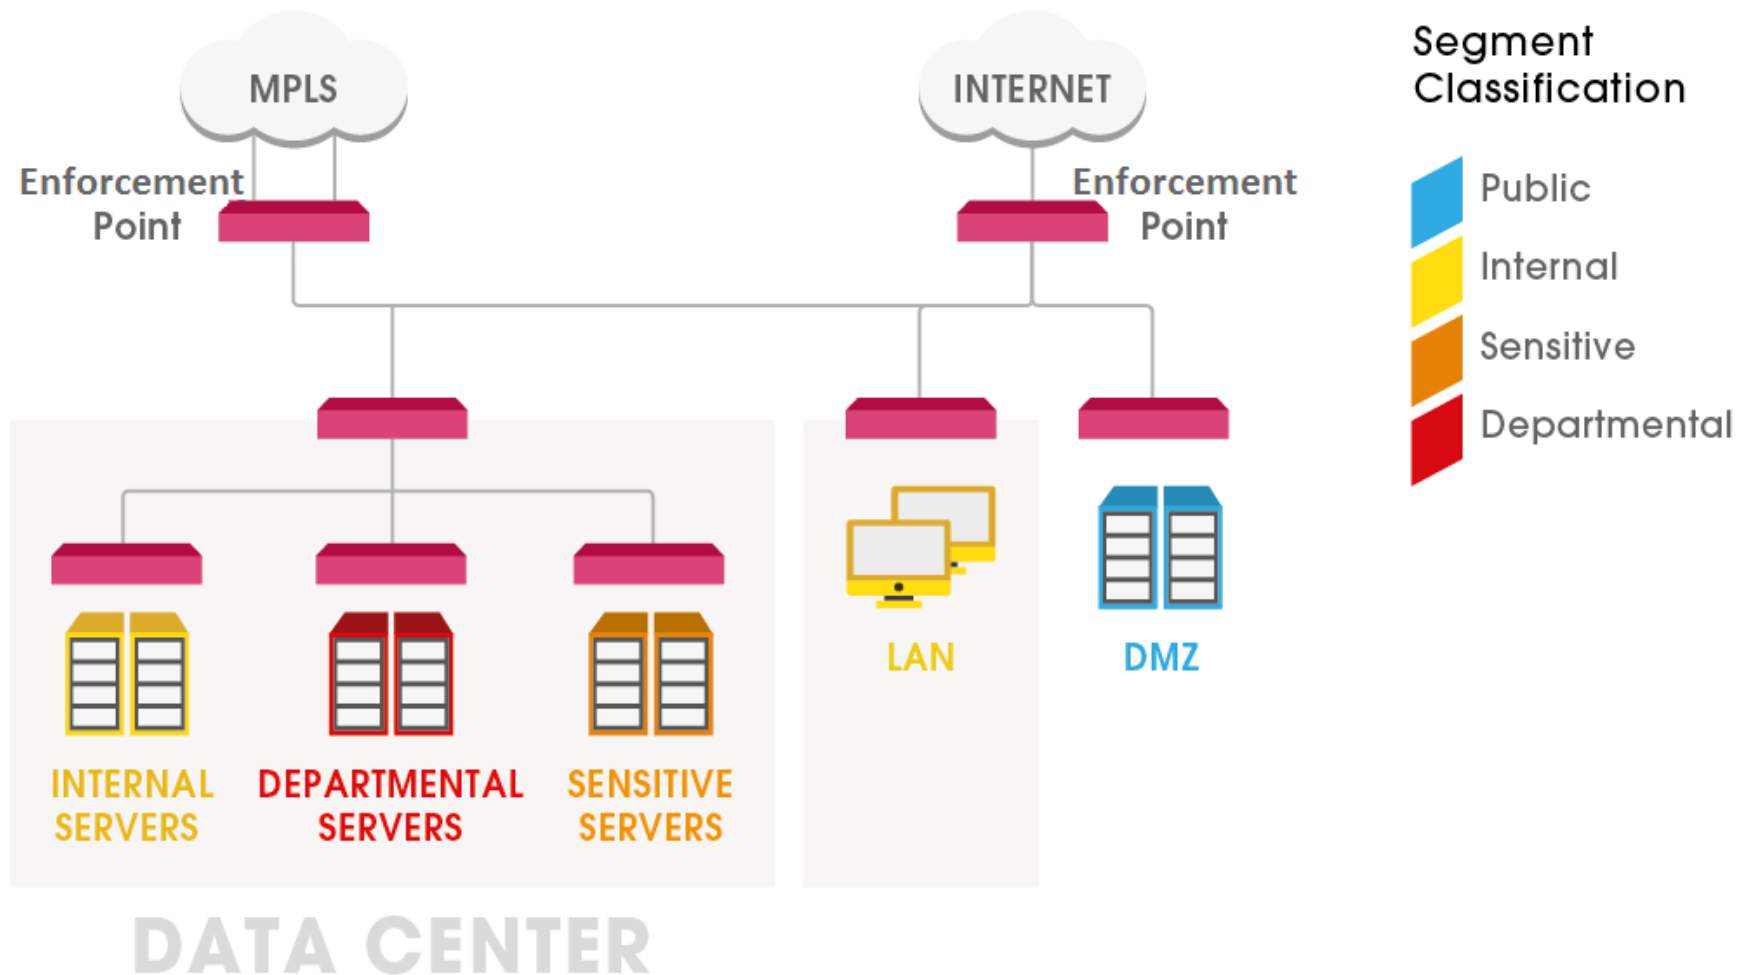 MPLS
INTERNET
Segment
Classification
Enforcement
Point
Enforcement
Point
Public
Internal
Sensitive
Departmental
LAN
DMZ
INTERNAL
SERVERS
DEPARTMENTAL
SERVERS
SENSITIVE
SERVERS
DATA CENTER